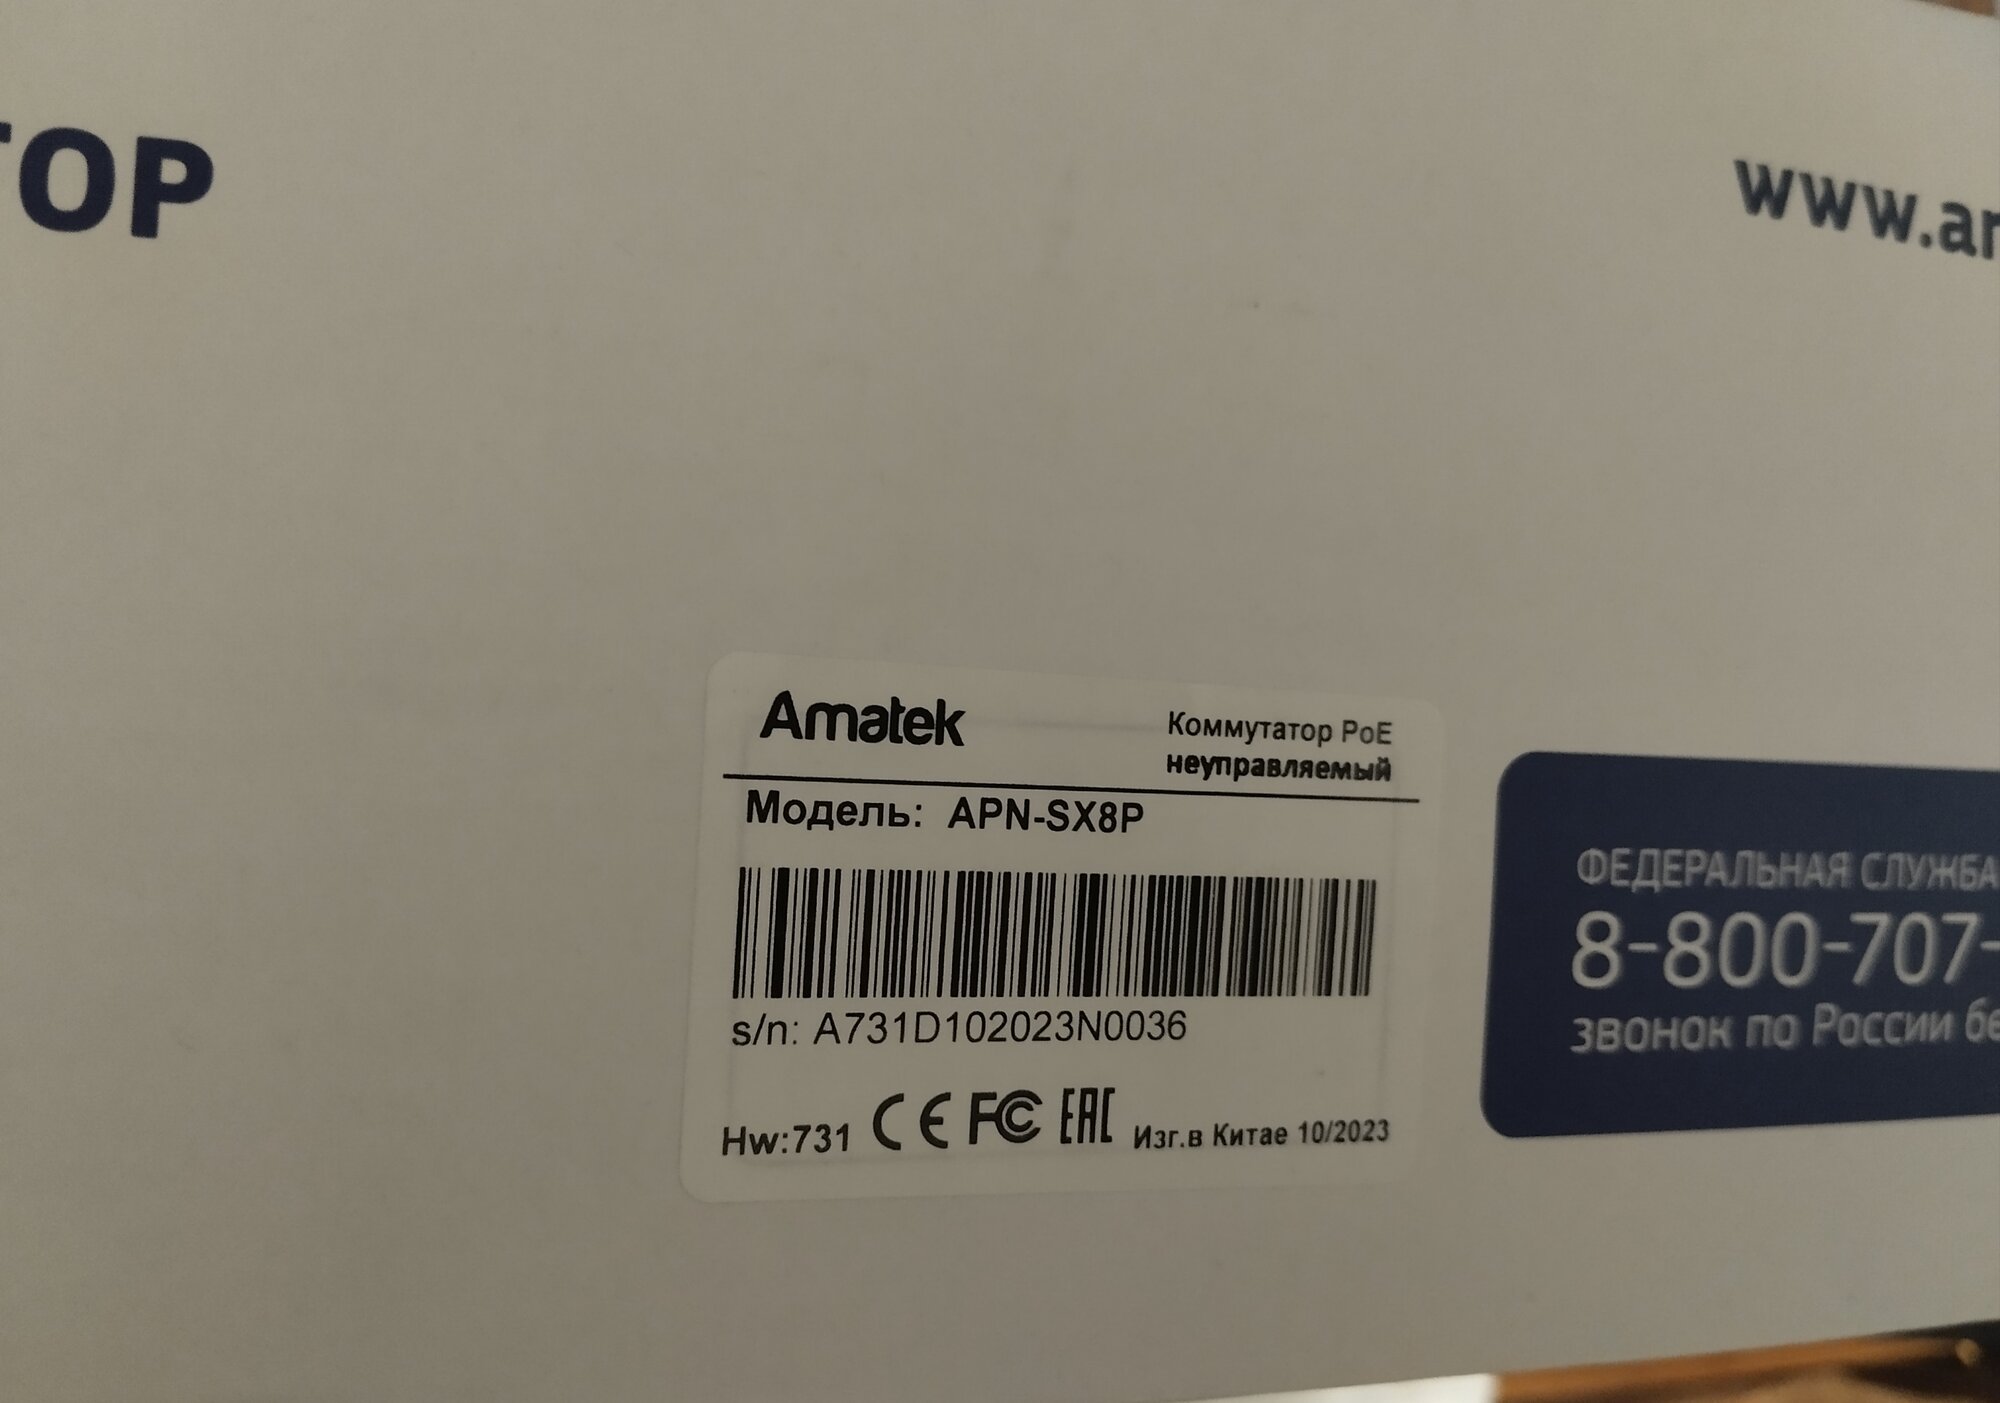 ТОР
www.am
Amatek
Коммутатор PoE
неуправляемый
Модель: APN-SX8P
s/n: A731D102023N0036
Hw:731 CE FC EAC Изг.в Китае 10/2023
ФЕДЕРАЛЬНАЯ СЛУЖБА
8-800-707-
звонок по России бе